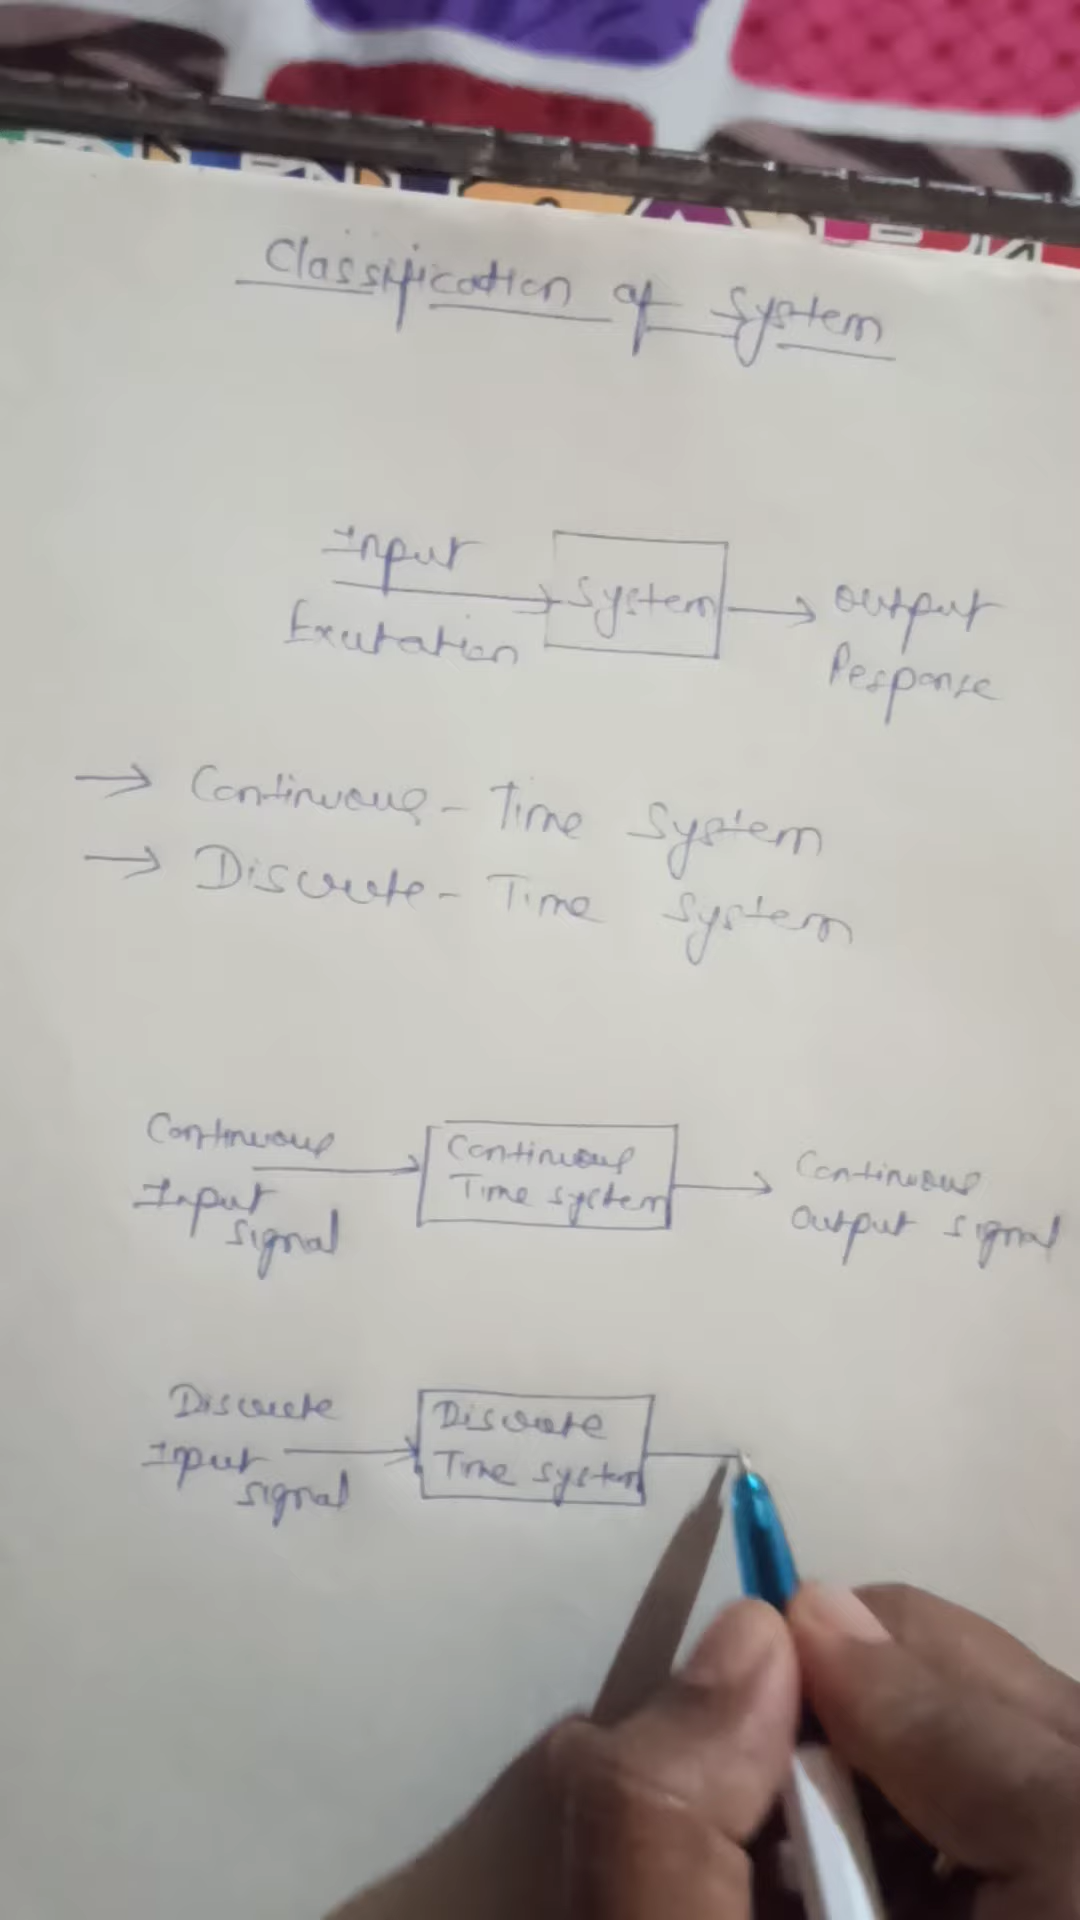 Classification of System
Input
Exutation
System
output
Response
→ Continuous - Time System
→ Discrete - Time system
Continuous
Input
signal
Continuous
Time system
Continuous
output signal
Discrete
Input
signal
Discrete
Time system